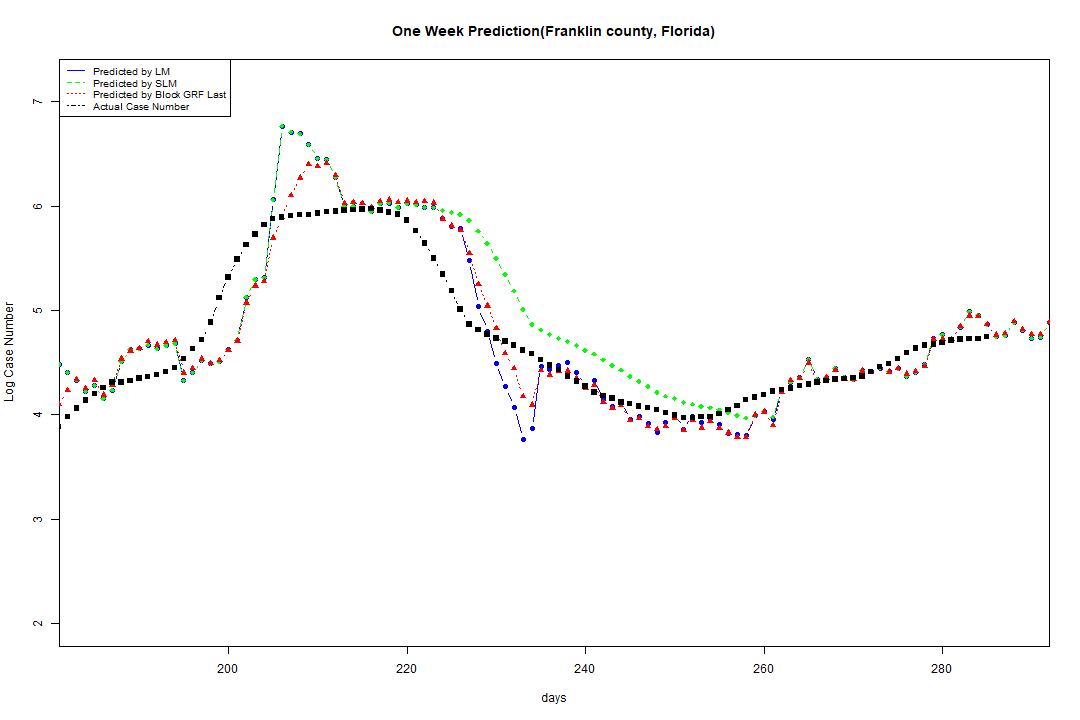 One Week Prediction(Franklin county, Florida)
Predicted by LM
Predicted by SLM
Predicted by Block GRF Last
Actual Case Number
7
6
5
4
3
2
Log Case Number
200 220 240 260 280
days